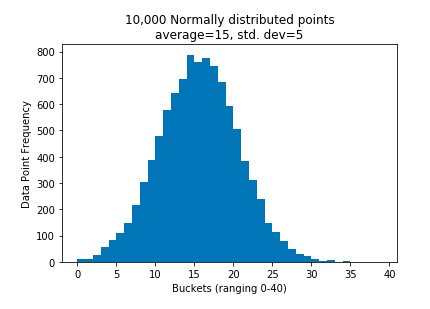 10,000 Normally distributed points
average=15, std. dev=5
800
700
600
500
400
300
200
100
0
Data Point Frequency
0 5 10 15 20 25 30 35 40
Buckets (ranging 0-40)